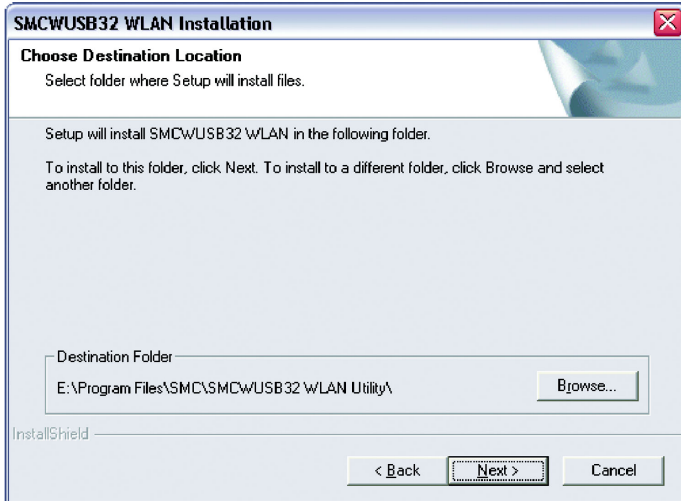 SMCWUSB32 WLAN Installation
Choose Destination Location
Select folder where Setup will install files.
Setup will install SMCWUSB32 WLAN in the following folder.
To install to this folder, click Next. To install to a different folder, click Browse and select
another folder.
Destination Folder
E:\Program Files\SMC\SMCWUSB32 WLAN Utility\
Browse...
InstallShield
< Back
Next >
Cancel